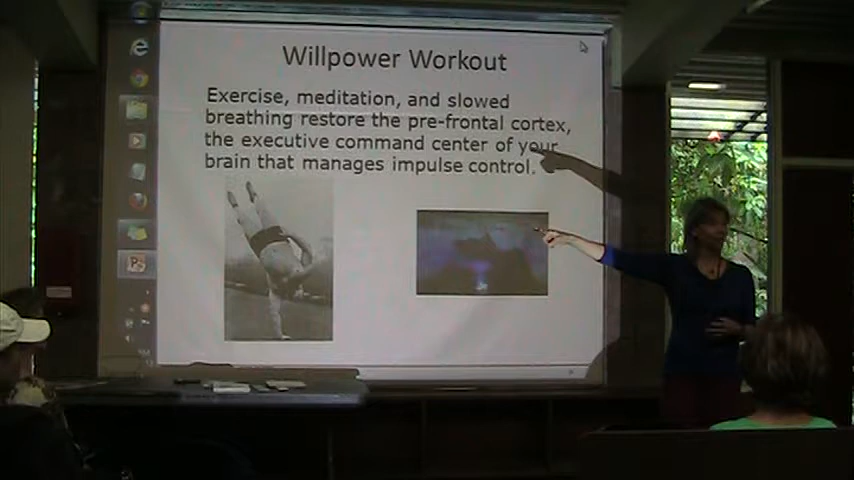 Willpower Workout
Exercise, meditation, and slowed
breathing restore the pre-frontal cortex,
the executive command center of your
brain that manages impulse control.